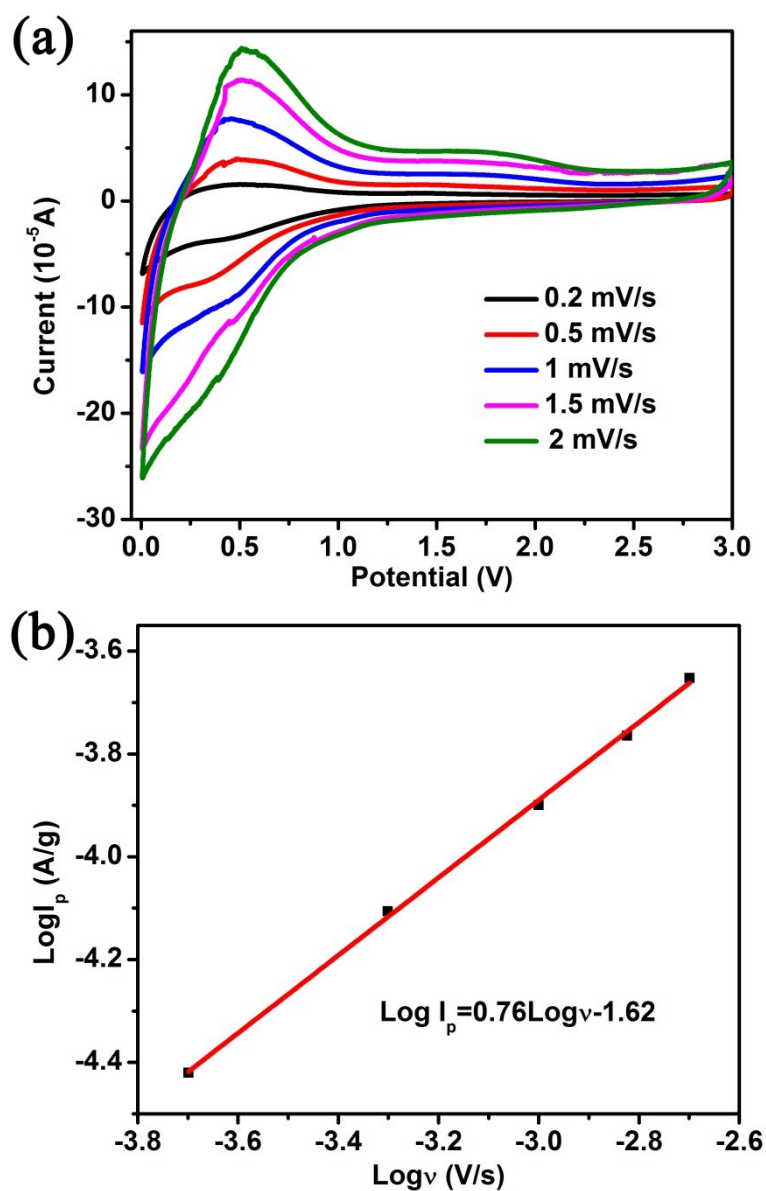 (a)
10
0
-10
-20
-30
Current (10⁻⁵A)
0.2 mV/s
0.5 mV/s
1 mV/s
1.5 mV/s
2 mV/s
0.0 0.5 1.0 1.5 2.0 2.5 3.0
Potential (V)
(b)
-3.6
-3.8
-4.0
-4.2
-4.4
LogIₚ (A/g)
Log Iₚ=0.76Logν-1.62
-3.8 -3.6 -3.4 -3.2 -3.0 -2.8 -2.6
Logν (V/s)